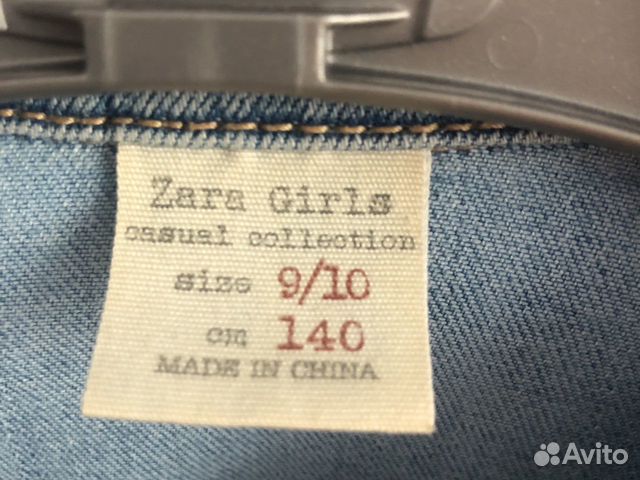 Zara Girls
casual collection
size 9/10
cm 140
MADE IN CHINA
Avito